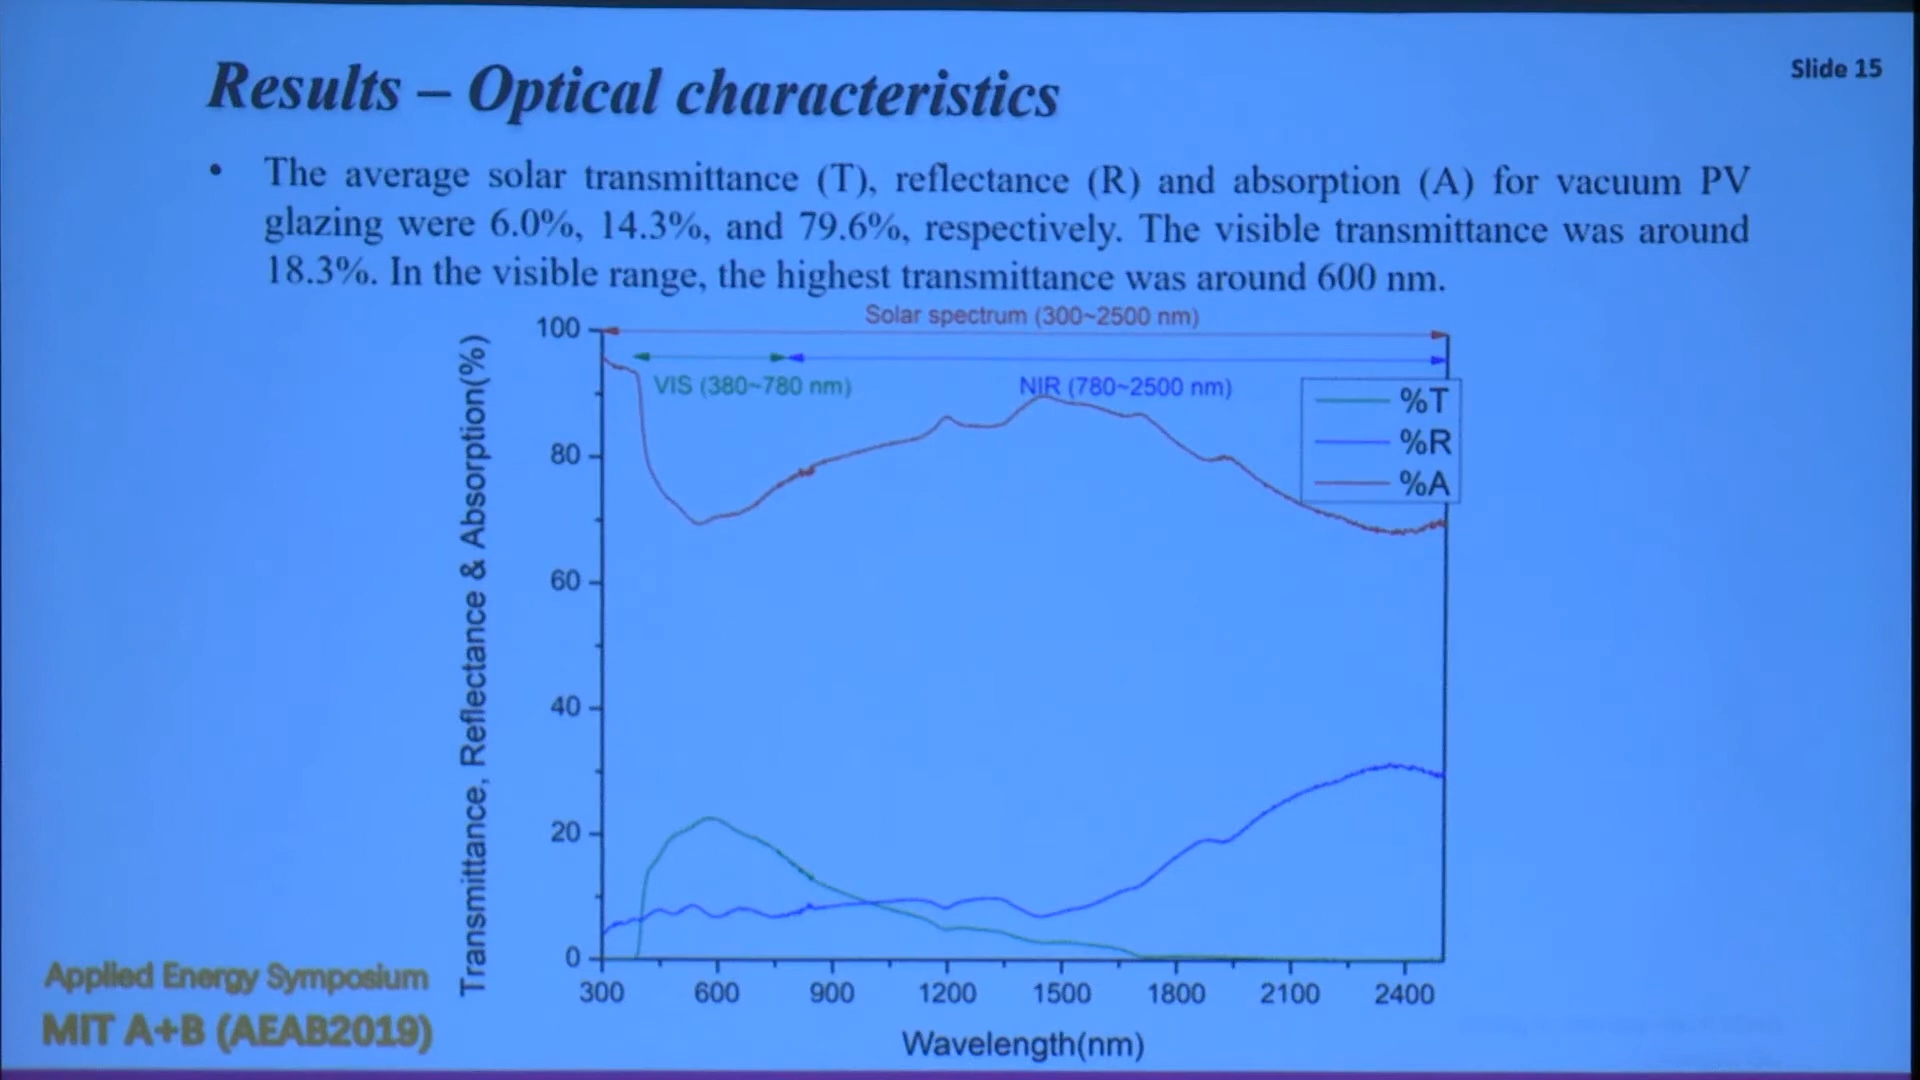 Slide 15
Results – Optical characteristics
• The average solar transmittance (T), reflectance (R) and absorption (A) for vacuum PV
glazing were 6.0%, 14.3%, and 79.6%, respectively. The visible transmittance was around
18.3%. In the visible range, the highest transmittance was around 600 nm.
Solar spectrum (300~2500 nm)
VIS (380~780 nm)
NIR (780~2500 nm)
%T
%R
%A
Transmittance, Reflectance & Absorption(%)
100
80
60
40
20
0
300 600 900 1200 1500 1800 2100 2400
Wavelength(nm)
Applied Energy Symposium
MIT A+B (AEAB2019)